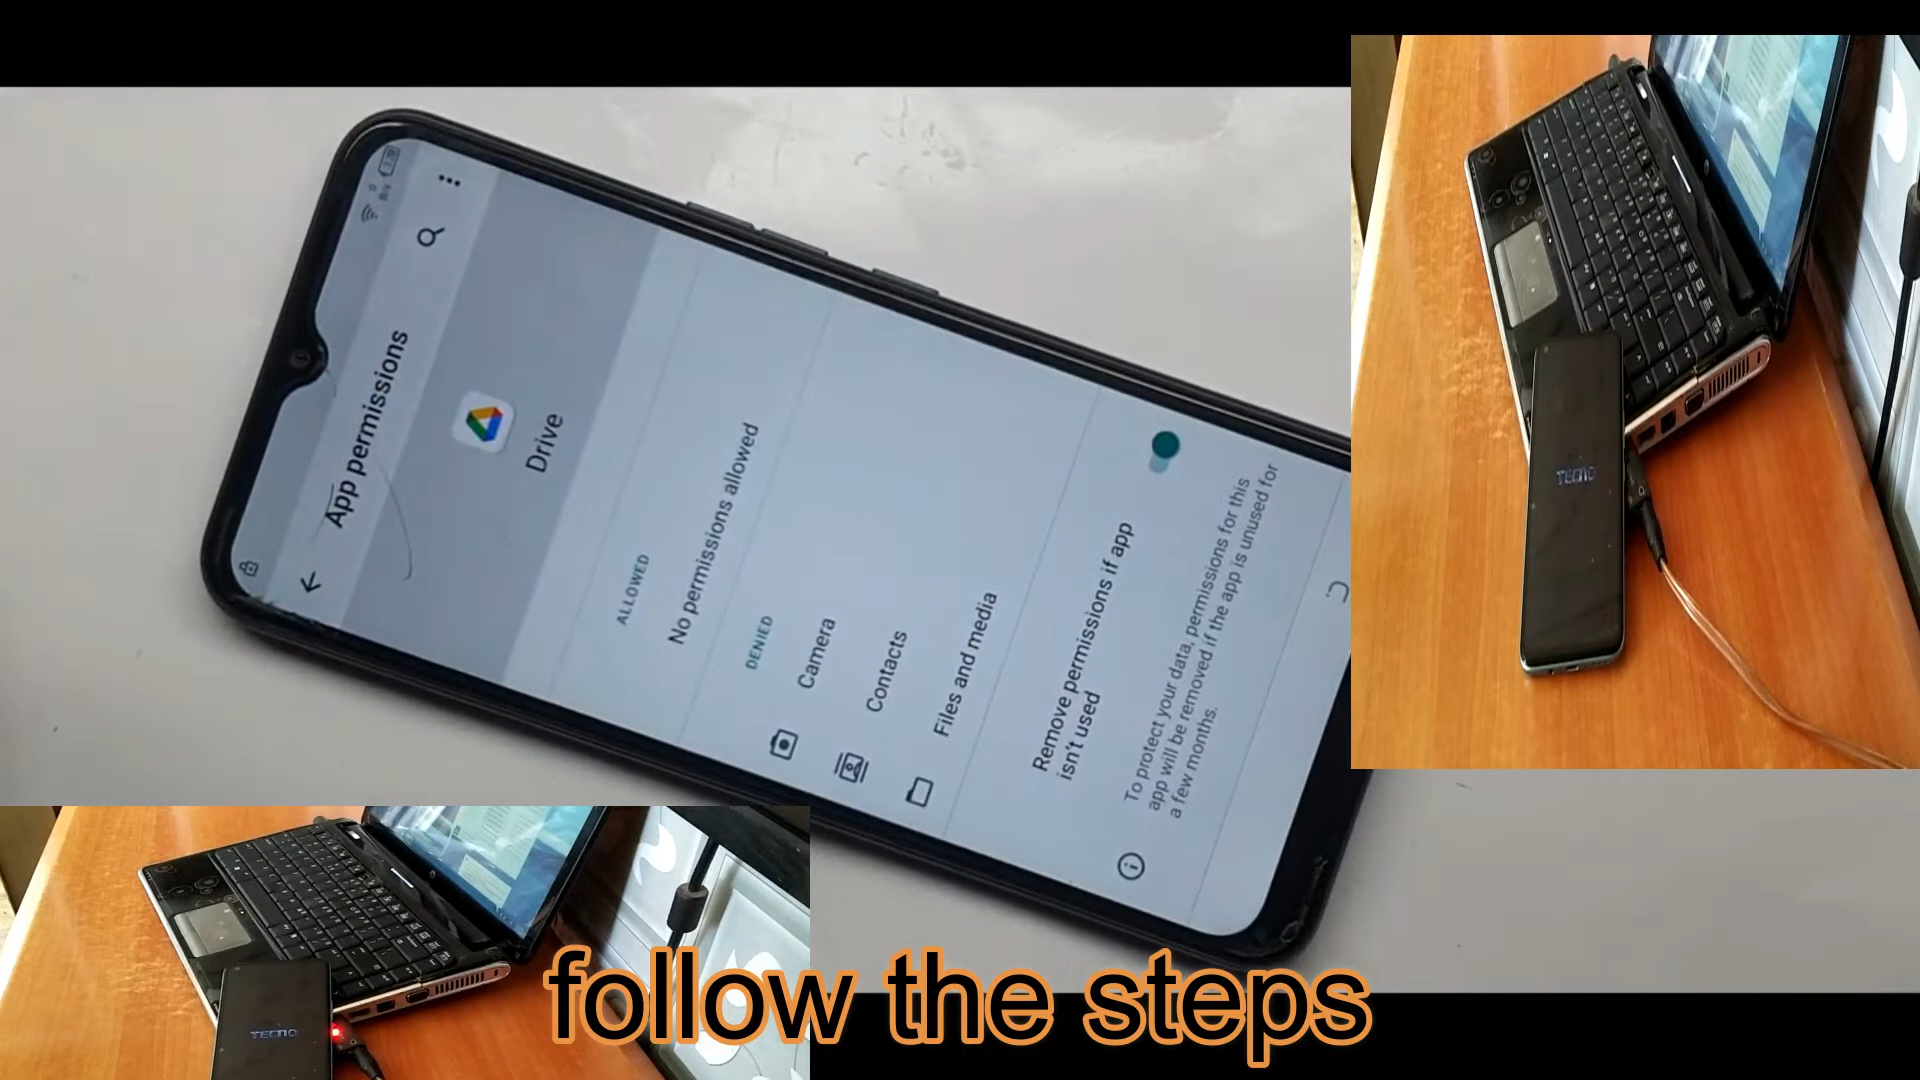 App permissions
Drive
ALLOWED
No permissions allowed
DENIED
Camera
Contacts
Files and media
Remove permissions if app
isn't used
To protect your data, permissions for this
app will be removed if the app is unused for
a few months.
TECNO
TECNO
follow the steps